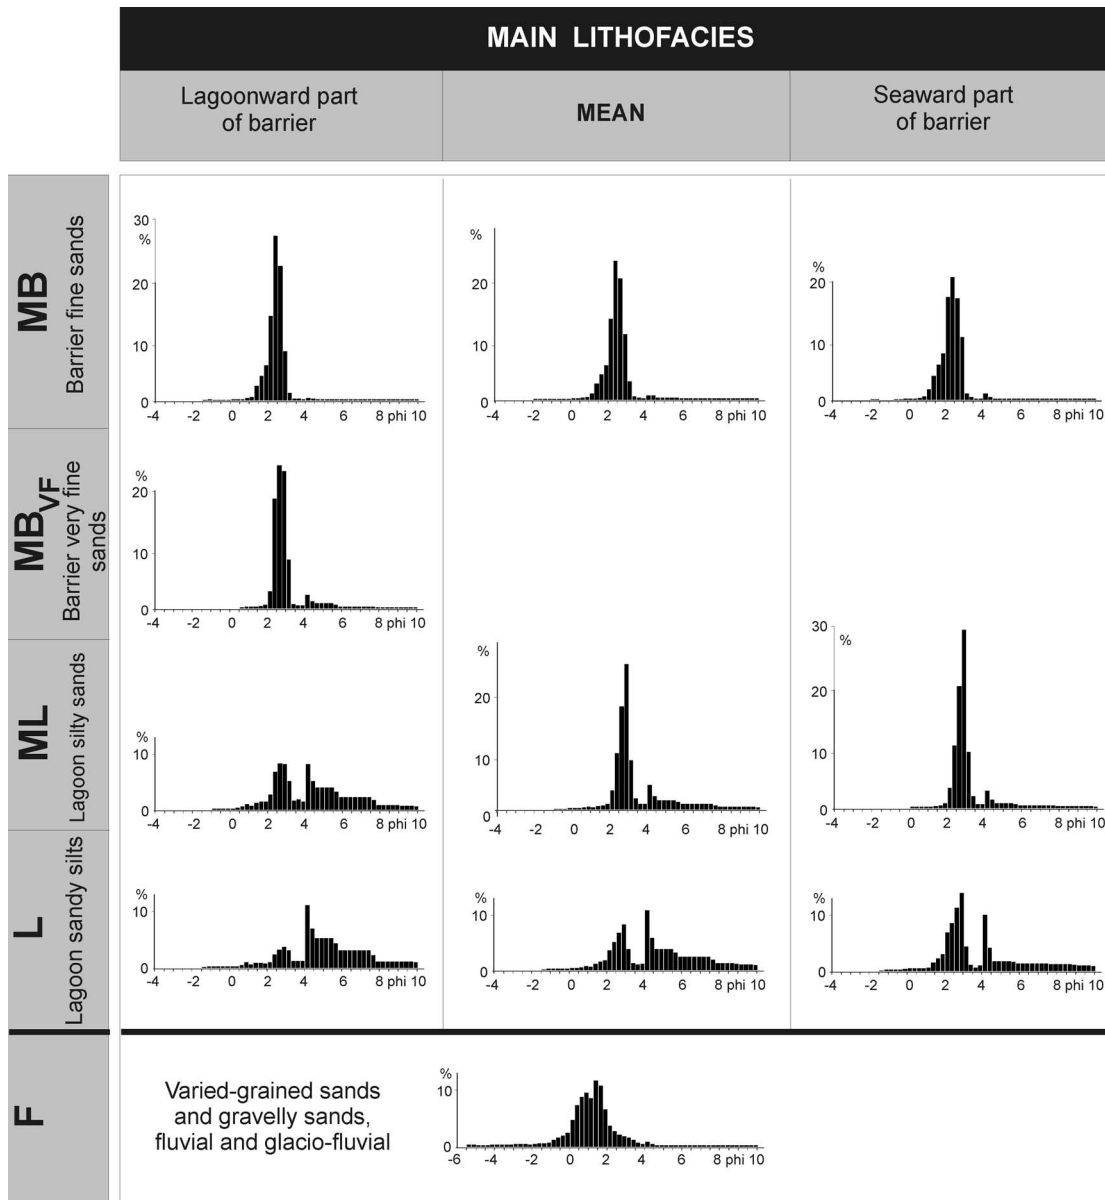 MAIN LITHOFACIES
Lagoonward part
of barrier
MEAN
Seaward part
of barrier
MB
Barrier fine sands
30
%
20
10
0
-4 -2 0 2 4 6 8 phi 10
%
20
10
0
-4 -2 0 2 4 6 8 phi 10
%
20
10
0
-4 -2 0 2 4 6 8 phi 10
MBVF
Barrier very fine
sands
%
20
10
0
-4 -2 0 2 4 6 8 phi 10
ML
Lagoon silty sands
%
10
0
-4 -2 0 2 4 6 8 phi 10
%
20
10
0
-4 -2 0 2 4 6 8 phi 10
30
%
20
10
0
-4 -2 0 2 4 6 8 phi 10
L
Lagoon sandy silts
%
10
0
-4 -2 0 2 4 6 8 phi 10
%
10
0
-4 -2 0 2 4 6 8 phi 10
%
10
0
-4 -2 0 2 4 6 8 phi 10
F
Varied-grained sands
and gravelly sands,
fluvial and glacio-fluvial
%
10
0
-6 -4 -2 0 2 4 6 8 phi 10